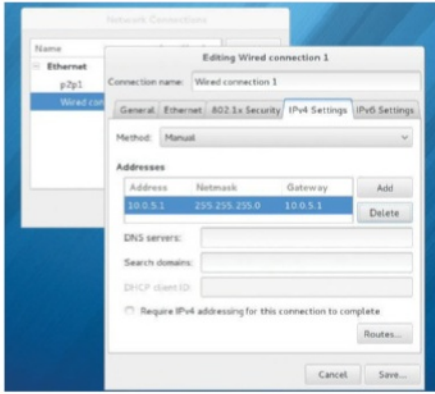 Network Connections
Name
Ethernet
p2p1
Wired con
Editing Wired connection 1
Connection name: Wired connection 1
General Ethernet 802.1x Security IPv4 Settings IPv6 Settings
Method: Manual
Addresses
Address Netmask Gateway
10.0.5.1 255.255.255.0 10.0.5.1
Add
Delete
DNS servers:
Search domains:
DHCP client ID:
Require IPv4 addressing for this connection to complete
Routes...
Cancel Save...